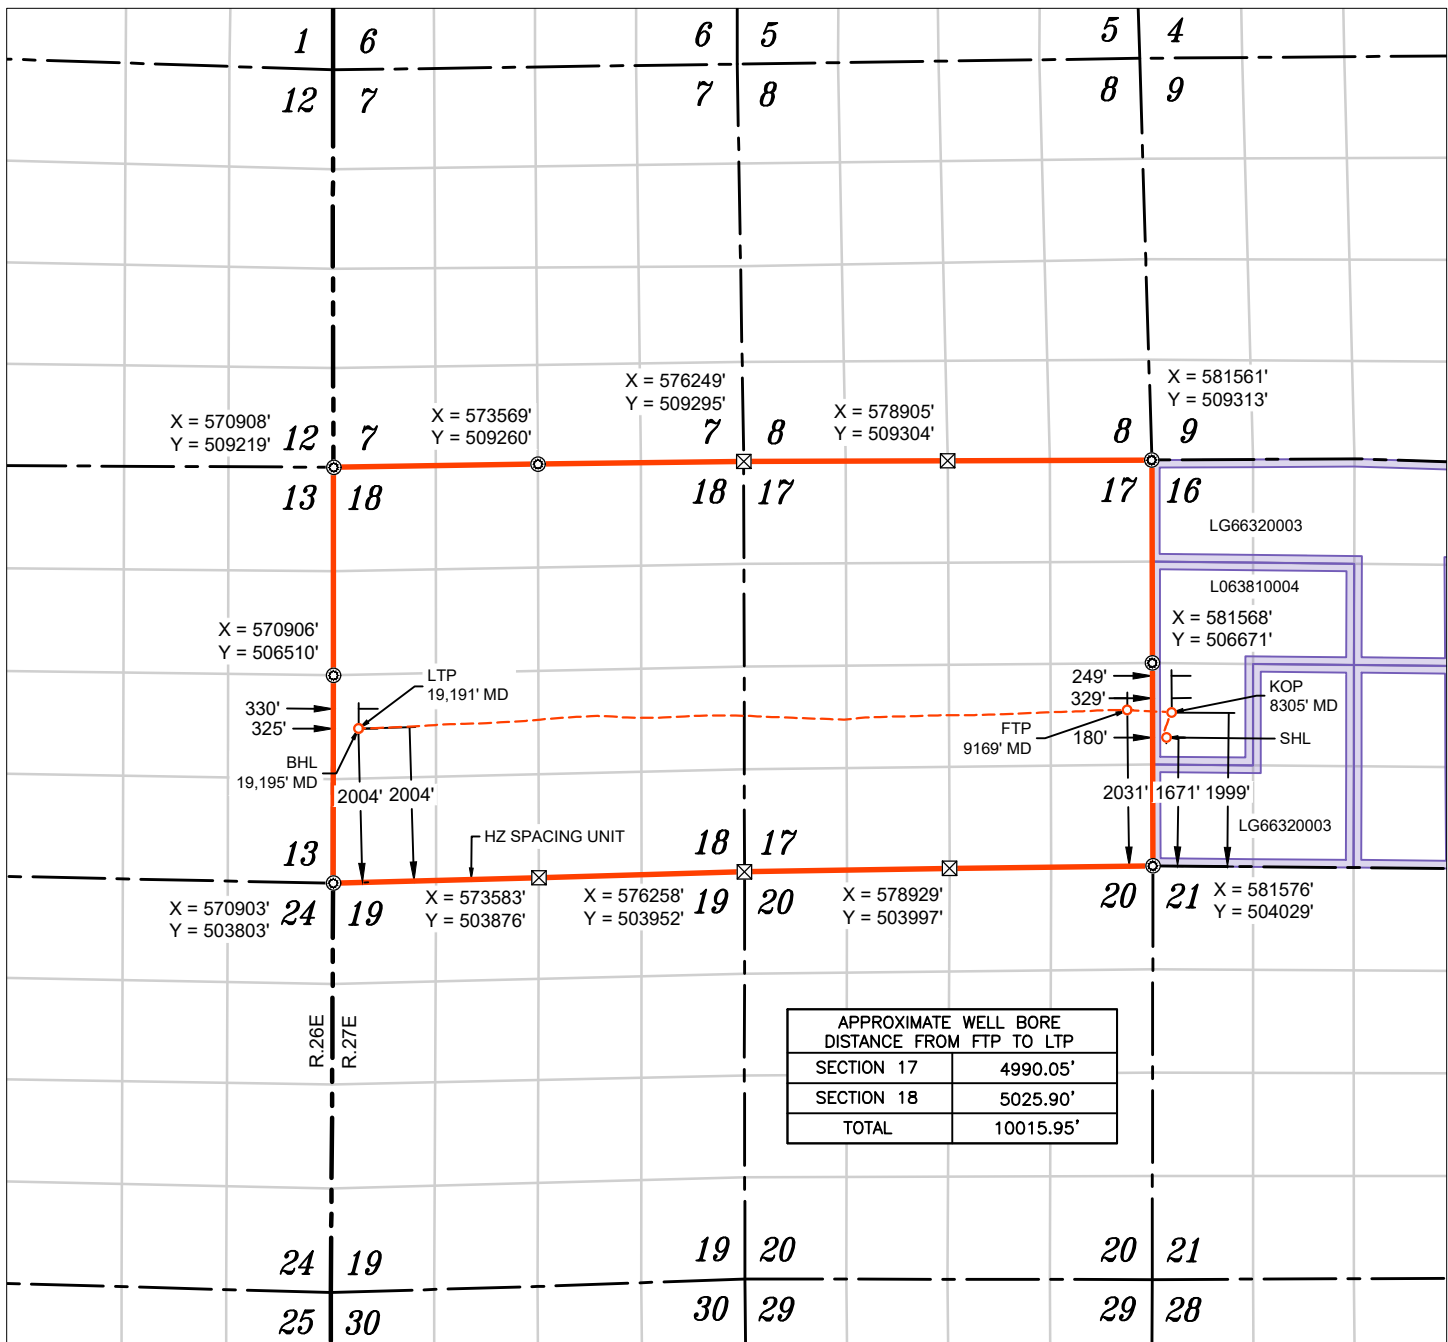 1 6
6 5
5 4
12 7
7 8
8 9
X = 570908'
Y = 509219'
X = 573569'
Y = 509260'
X = 576249'
Y = 509295'
X = 578905'
Y = 509304'
X = 581561'
Y = 509313'
12 7
7 8
8 9
13 18
18 17
17 16
LG66320003
L063810004
X = 570906'
Y = 506510'
X = 581568'
Y = 506671'
LTP
19,191' MD
330'
325'
BHL
19,195' MD
2004' 2004'
249'
329'
180'
FTP
9169' MD
KOP
8305' MD
SHL
2031' 1671' 1999'
LG66320003
HZ SPACING UNIT
13
18 17
24 19
19 20
20 21
X = 570903'
Y = 503803'
X = 573583'
Y = 503876'
X = 576258'
Y = 503952'
X = 578929'
Y = 503997'
X = 581576'
Y = 504029'
R.26E
R.27E
APPROXIMATE WELL BORE
DISTANCE FROM FTP TO LTP
SECTION 17 4990.05'
SECTION 18 5025.90'
TOTAL 10015.95'
24 19
19 20
20 21
25 30
30 29
29 28